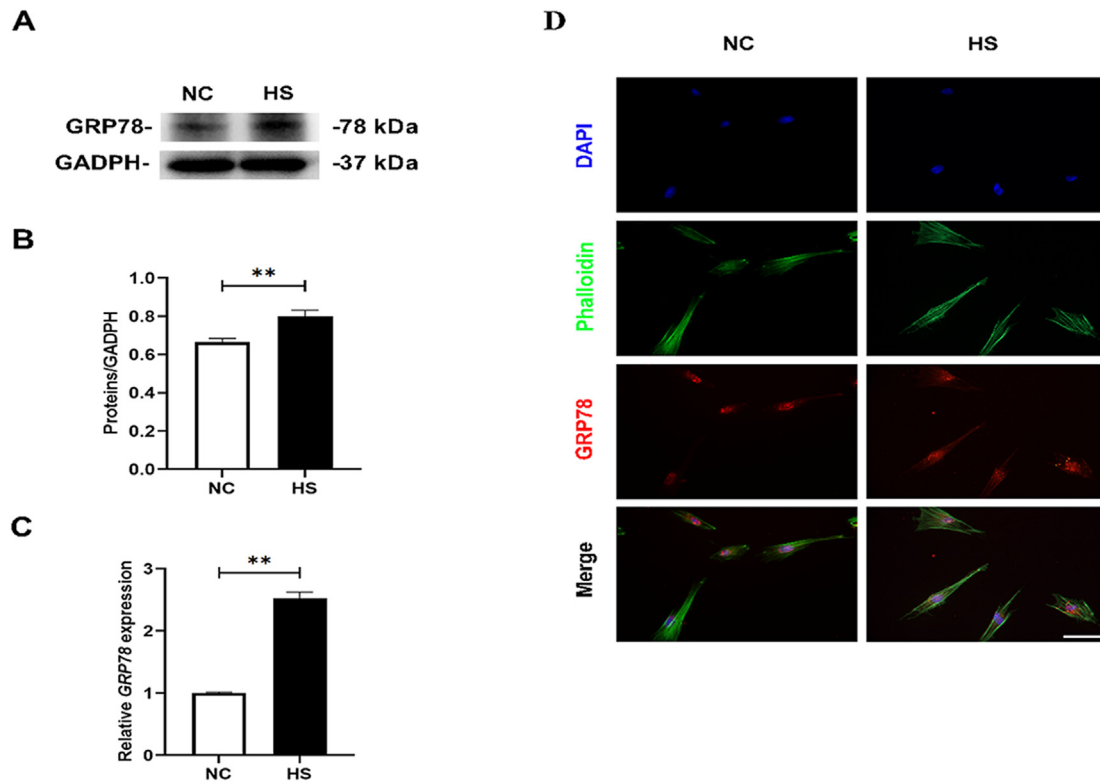 A
NC HS
GRP78- -78 kDa
GADPH- -37 kDa
B
**
Proteins/GADPH
1.0
0.8
0.6
0.4
0.2
0.0
NC HS
C
**
Relative GRP78 expression
3
2
1
0
NC HS
D
NC HS
DAPI
Phalloidin
GRP78
Merge